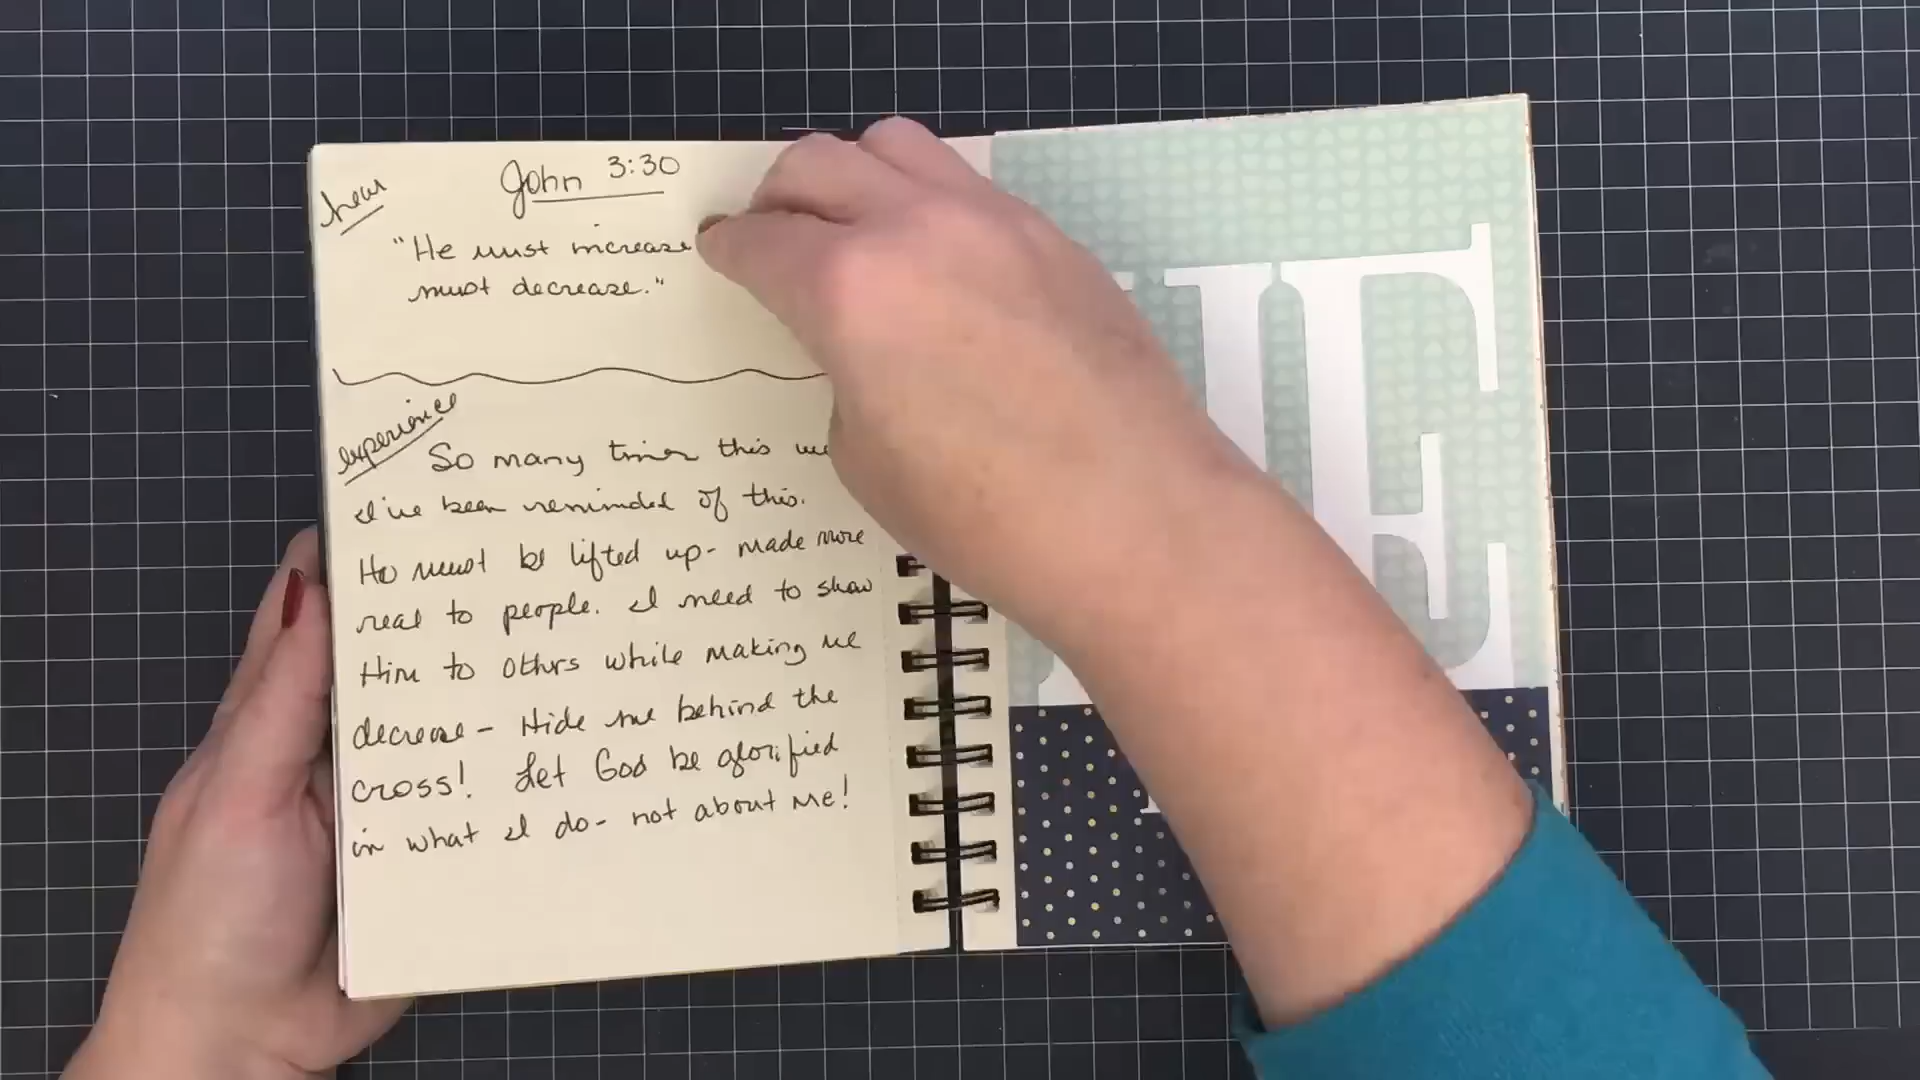 hear
John 3:30
"He must increase
must decrease."
experience
So many times this
I've been reminded of this.
He must be lifted up - made more
real to people. I need to show
Him to others while making me
decrease - Hide me behind the
cross! Let God be glorified
in what I do - not about me!
E